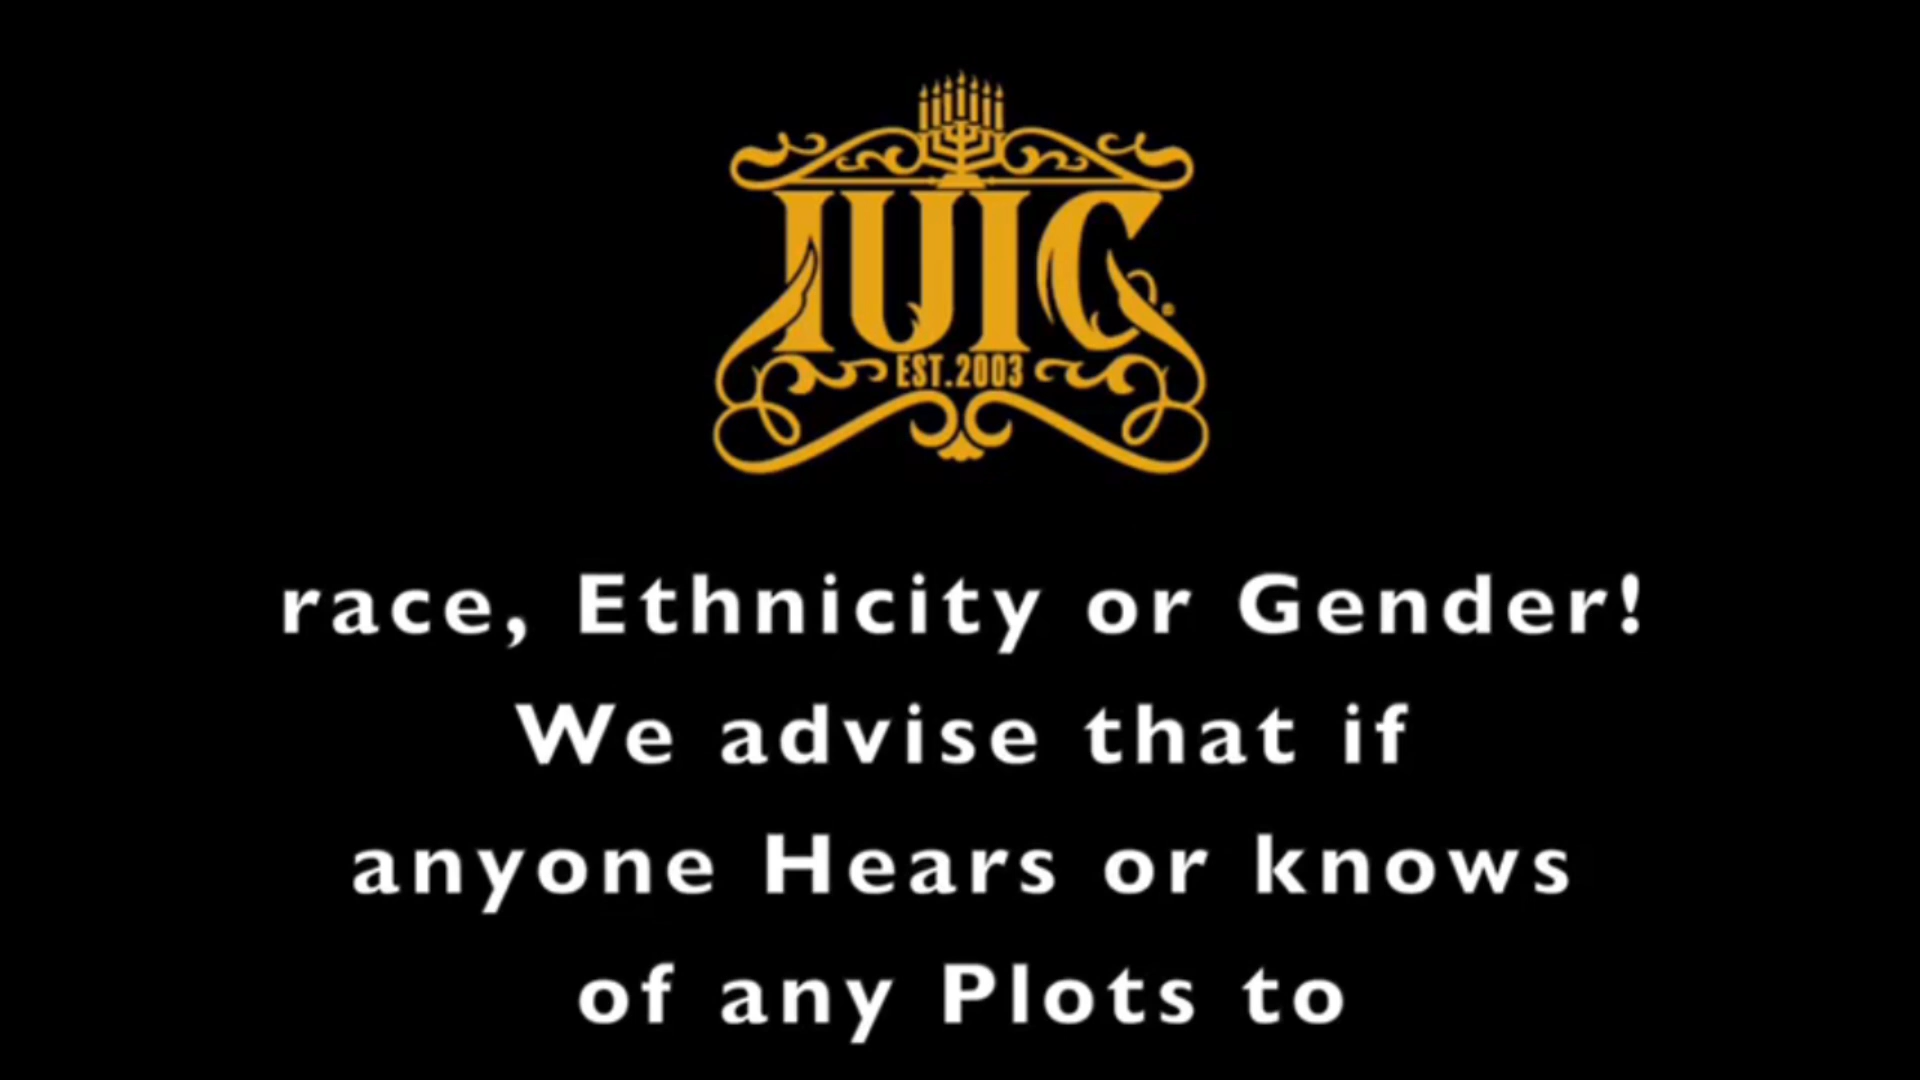 IUIC
EST.2003
race, Ethnicity or Gender!
We advise that if
anyone Hears or knows
of any Plots to